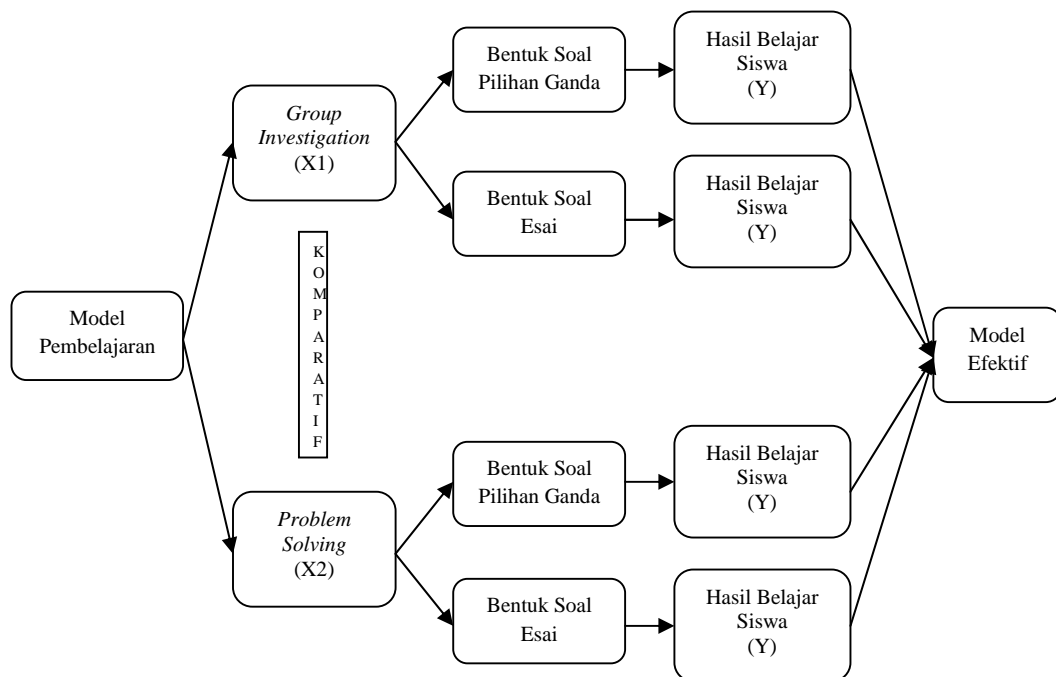 Model
Pembelajaran
Group
Investigation
(X1)
KOMPARATIF
Problem
Solving
(X2)
Bentuk Soal
Pilihan Ganda
Bentuk Soal
Esai
Bentuk Soal
Pilihan Ganda
Bentuk Soal
Esai
Hasil Belajar
Siswa
(Y)
Hasil Belajar
Siswa
(Y)
Hasil Belajar
Siswa
(Y)
Hasil Belajar
Siswa
(Y)
Model
Efektif